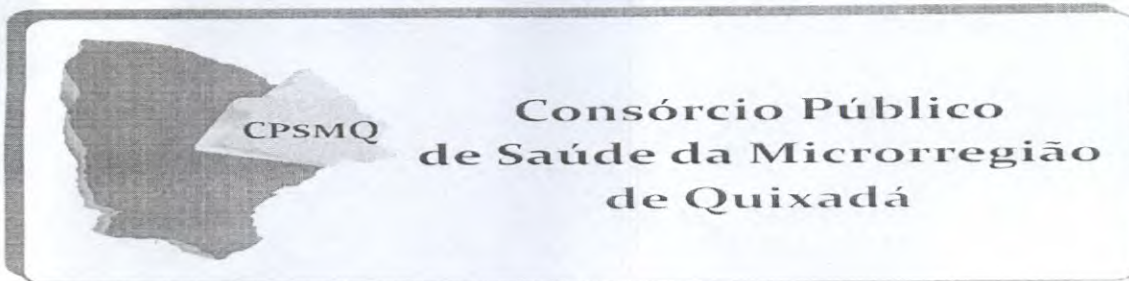 CPSMQ
Consórcio Público
de Saúde da Microrregião
de Quixadá